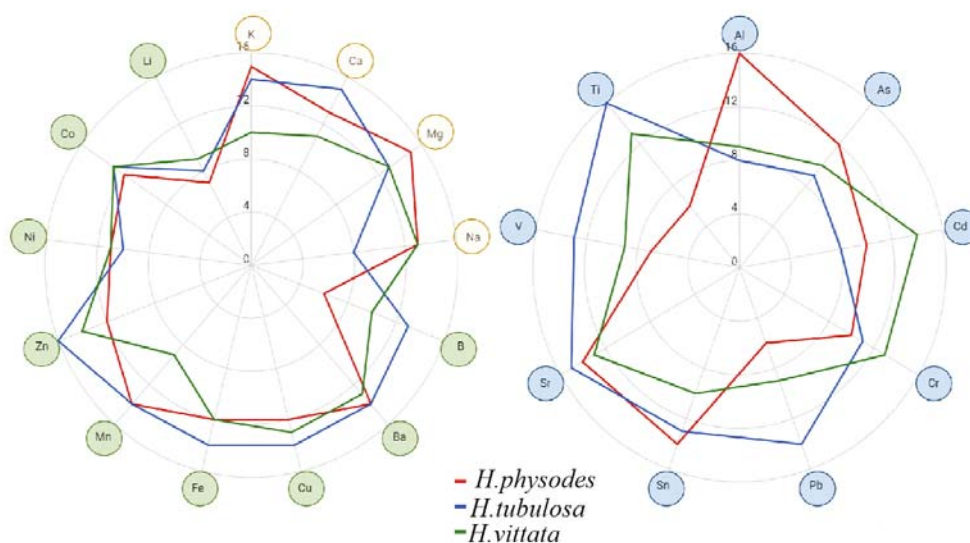 K
16
Li
Ca
12
Co
Mg
8
4
Ni
Na
0
Zn
B
Mn
Ba
Fe
Cu
Al
16
Ti
As
12
8
V
Cd
4
0
Sr
Cr
Sn
Pb
H.physodes
H.tubulosa
H.vittata